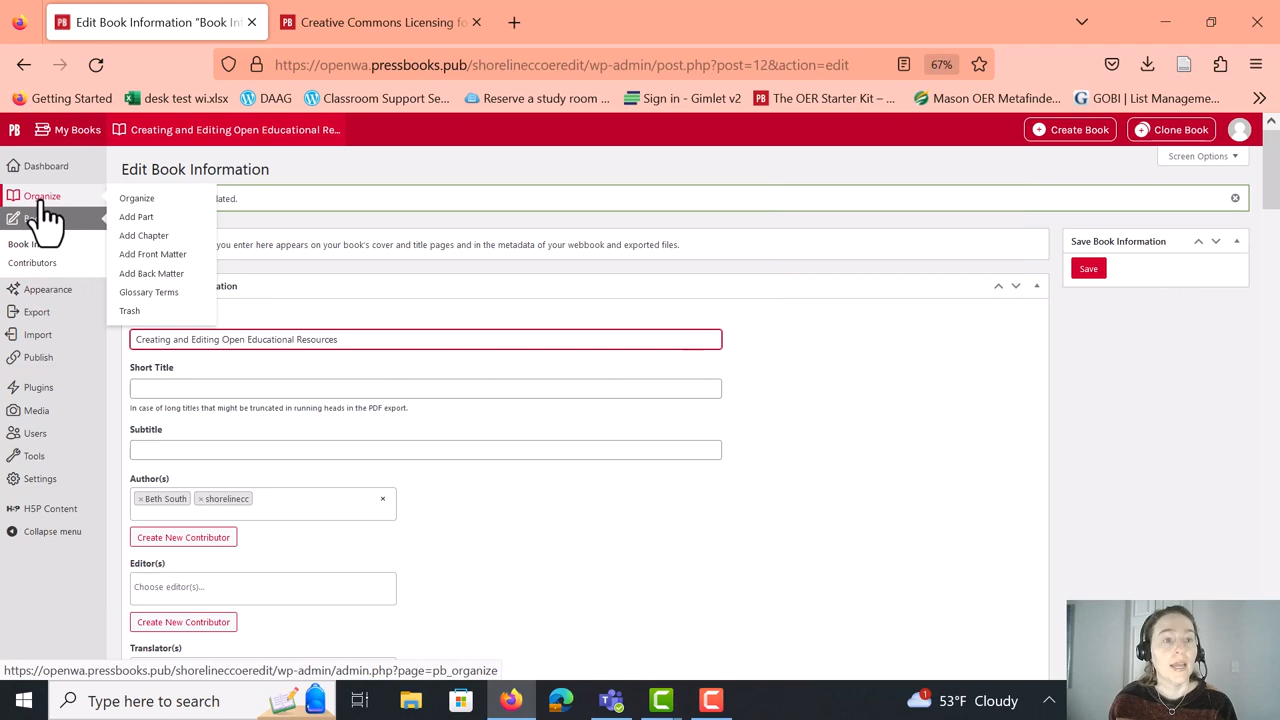 Edit Book Information "Book Inf
Creative Commons Licensing fo
https://openwa.pressbooks.pub/shorelineccoeredit/wp-admin/post.php?post=12&action=edit
67%
Getting Started
desk test wi.xlsx
DAAG
Classroom Support Se...
Reserve a study room ...
Sign in - Gimlet v2
The OER Starter Kit – ...
Mason OER Metafinde...
GOBI | List Manageme...
My Books
Creating and Editing Open Educational Re...
Create Book
Clone Book
Dashboard
Edit Book Information
Screen Options
Organize
Organize
Add Part
Add Chapter
Add Front Matter
Add Back Matter
Glossary Terms
Trash
dated.
Book In
Contributors
you enter here appears on your book's cover and title pages and in the metadata of your webbook and exported files.
Save Book Information
Save
mation
Appearance
Export
Import
Publish
Plugins
Media
Users
Tools
Settings
H5P Content
Collapse menu
Creating and Editing Open Educational Resources
Short Title
In case of long titles that might be truncated in running heads in the PDF export.
Subtitle
Author(s)
×Beth South ×shorelinecc ×
Create New Contributor
Editor(s)
Choose editor(s)...
Create New Contributor
Translator(s)
https://openwa.pressbooks.pub/shorelineccoeredit/wp-admin/admin.php?page=pb_organize
Type here to search
1
53°F Cloudy